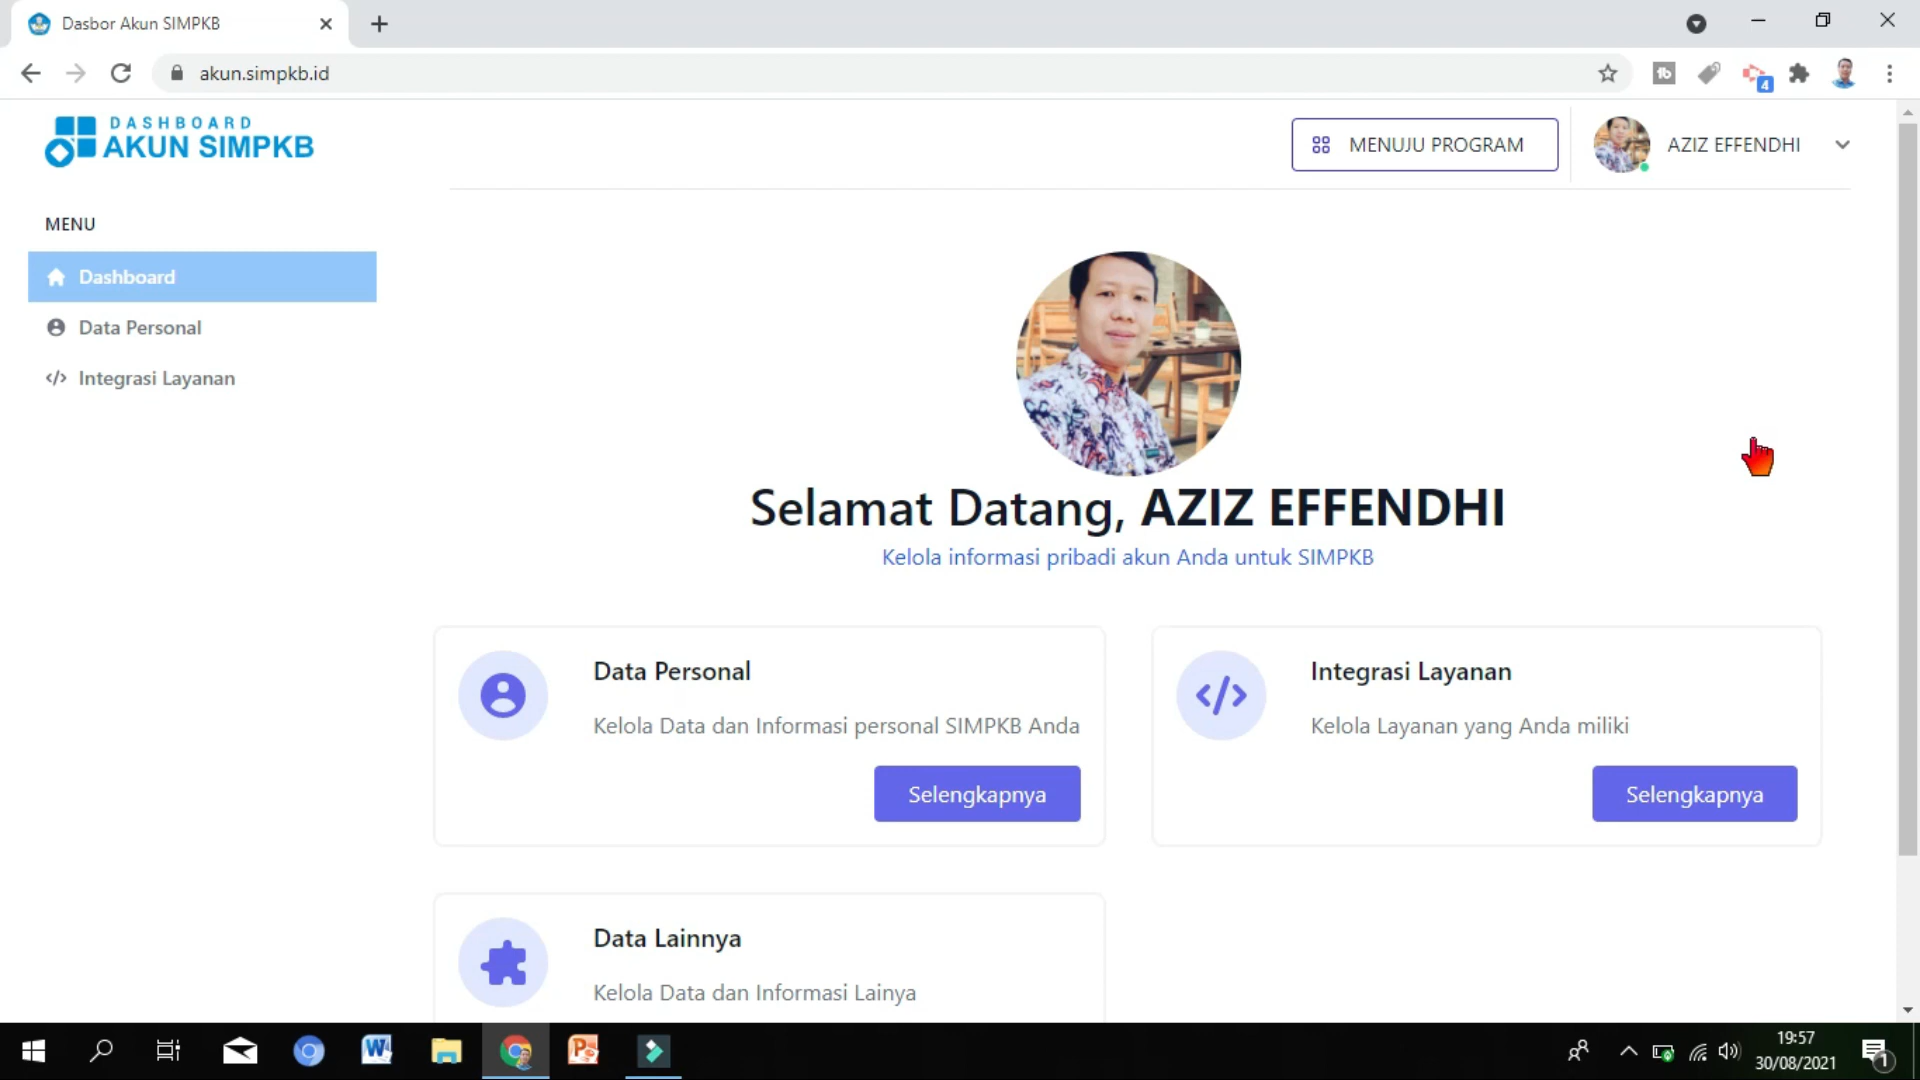 Dasbor Akun SIMPKB
akun.simpkb.id
4
DASHBOARD
AKUN SIMPKB
MENUJU PROGRAM
AZIZ EFFENDHI
MENU
Dashboard
Data Personal
Integrasi Layanan
Selamat Datang, AZIZ EFFENDHI
Kelola informasi pribadi akun Anda untuk SIMPKB
Data Personal
Kelola Data dan Informasi personal SIMPKB Anda
Selengkapnya
Integrasi Layanan
Kelola Layanan yang Anda miliki
Selengkapnya
Data Lainnya
Kelola Data dan Informasi Lainya
19:57
30/08/2021
1